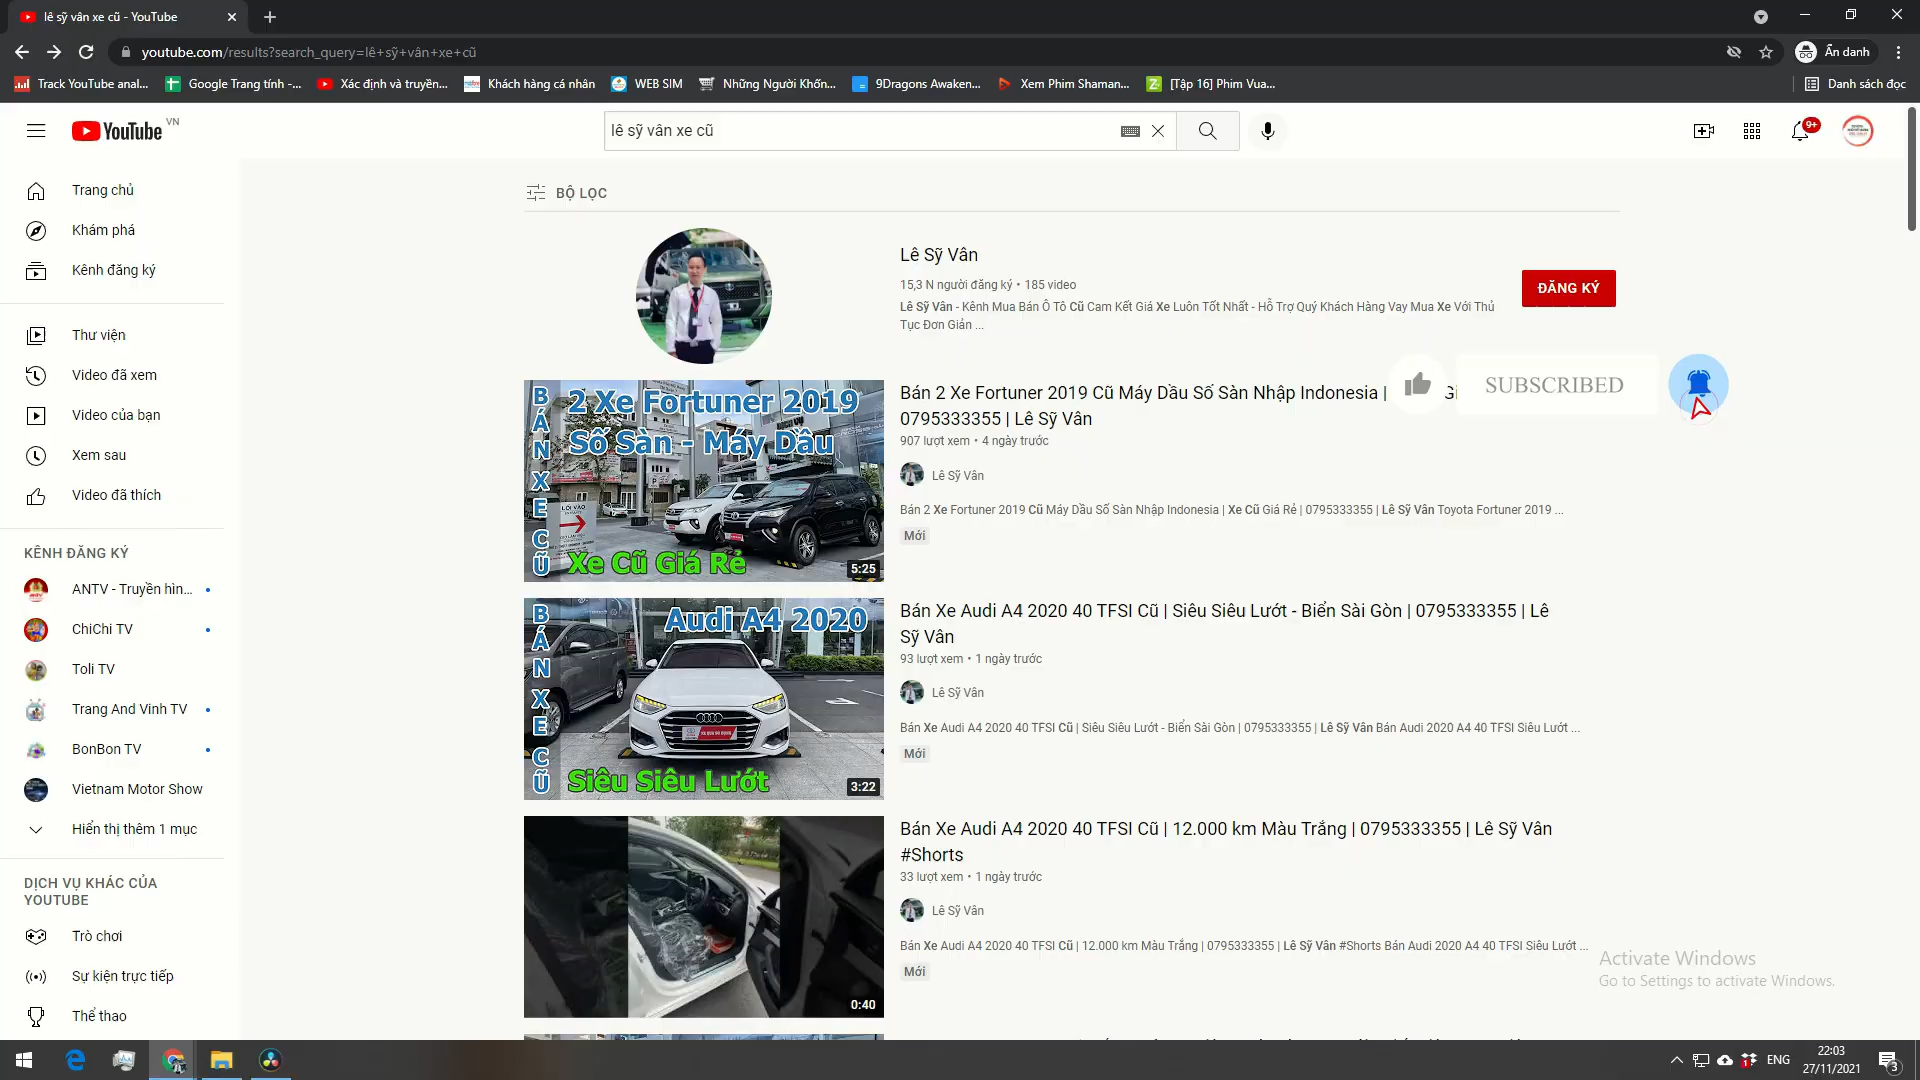 lê sỹ vân xe cũ - YouTube
youtube.com/results?search_query=lê+sỹ+vân+xe+cũ
Ẩn danh
Track YouTube anal...
Google Trang tính -...
Xác định và truyền...
Khách hàng cá nhân
WEB SIM
Những Người Khốn...
9Dragons Awaken...
Xem Phim Shaman...
[Tập 16] Phim Vua...
Danh sách đọc
YouTube VN
lê sỹ vân xe cũ
9+
Trang chủ
Khám phá
Kênh đăng ký
Thư viện
Video đã xem
Video của bạn
Xem sau
Video đã thích
KÊNH ĐĂNG KÝ
ANTV - Truyền hìn...
ChiChi TV
Toli TV
Trang And Vinh TV
BonBon TV
Vietnam Motor Show
Hiển thị thêm 1 mục
DỊCH VỤ KHÁC CỦA
YOUTUBE
Trò chơi
Sự kiện trực tiếp
Thể thao
BỘ LỌC
Lê Sỹ Vân
15,3 N người đăng ký • 185 video
Lê Sỹ Vân - Kênh Mua Bán Ô Tô Cũ Cam Kết Giá Xe Luôn Tốt Nhất - Hỗ Trợ Quý Khách Hàng Vay Mua Xe Với Thủ
Tục Đơn Giản ...
ĐĂNG KÝ
SUBSCRIBED
BÁN XE CŨ
2 Xe Fortuner 2019
Số Sàn - Máy Dầu
LỐI VÀO
Xe Cũ Giá Rẻ
5:25
Bán 2 Xe Fortuner 2019 Cũ Máy Dầu Số Sàn Nhập Indonesia |
0795333355 | Lê Sỹ Vân
907 lượt xem • 4 ngày trước
Lê Sỹ Vân
Bán 2 Xe Fortuner 2019 Cũ Máy Dầu Số Sàn Nhập Indonesia | Xe Cũ Giá Rẻ | 0795333355 | Lê Sỹ Vân Toyota Fortuner 2019 ...
Mới
BÁN XE CŨ
Audi A4 2020
Siêu Siêu Lướt
3:22
Bán Xe Audi A4 2020 40 TFSI Cũ | Siêu Siêu Lướt - Biển Sài Gòn | 0795333355 | Lê
Sỹ Vân
93 lượt xem • 1 ngày trước
Lê Sỹ Vân
Bán Xe Audi A4 2020 40 TFSI Cũ | Siêu Siêu Lướt - Biển Sài Gòn | 0795333355 | Lê Sỹ Vân Bán Audi 2020 A4 40 TFSI Siêu Lướt ...
Mới
0:40
Bán Xe Audi A4 2020 40 TFSI Cũ | 12.000 km Màu Trắng | 0795333355 | Lê Sỹ Vân
#Shorts
33 lượt xem • 1 ngày trước
Lê Sỹ Vân
Bán Xe Audi A4 2020 40 TFSI Cũ | 12.000 km Màu Trắng | 0795333355 | Lê Sỹ Vân #Shorts Bán Audi 2020 A4 40 TFSI Siêu Lướt ...
Mới
Activate Windows
Go to Settings to activate Windows.
ENG
22:03
27/11/2021
3